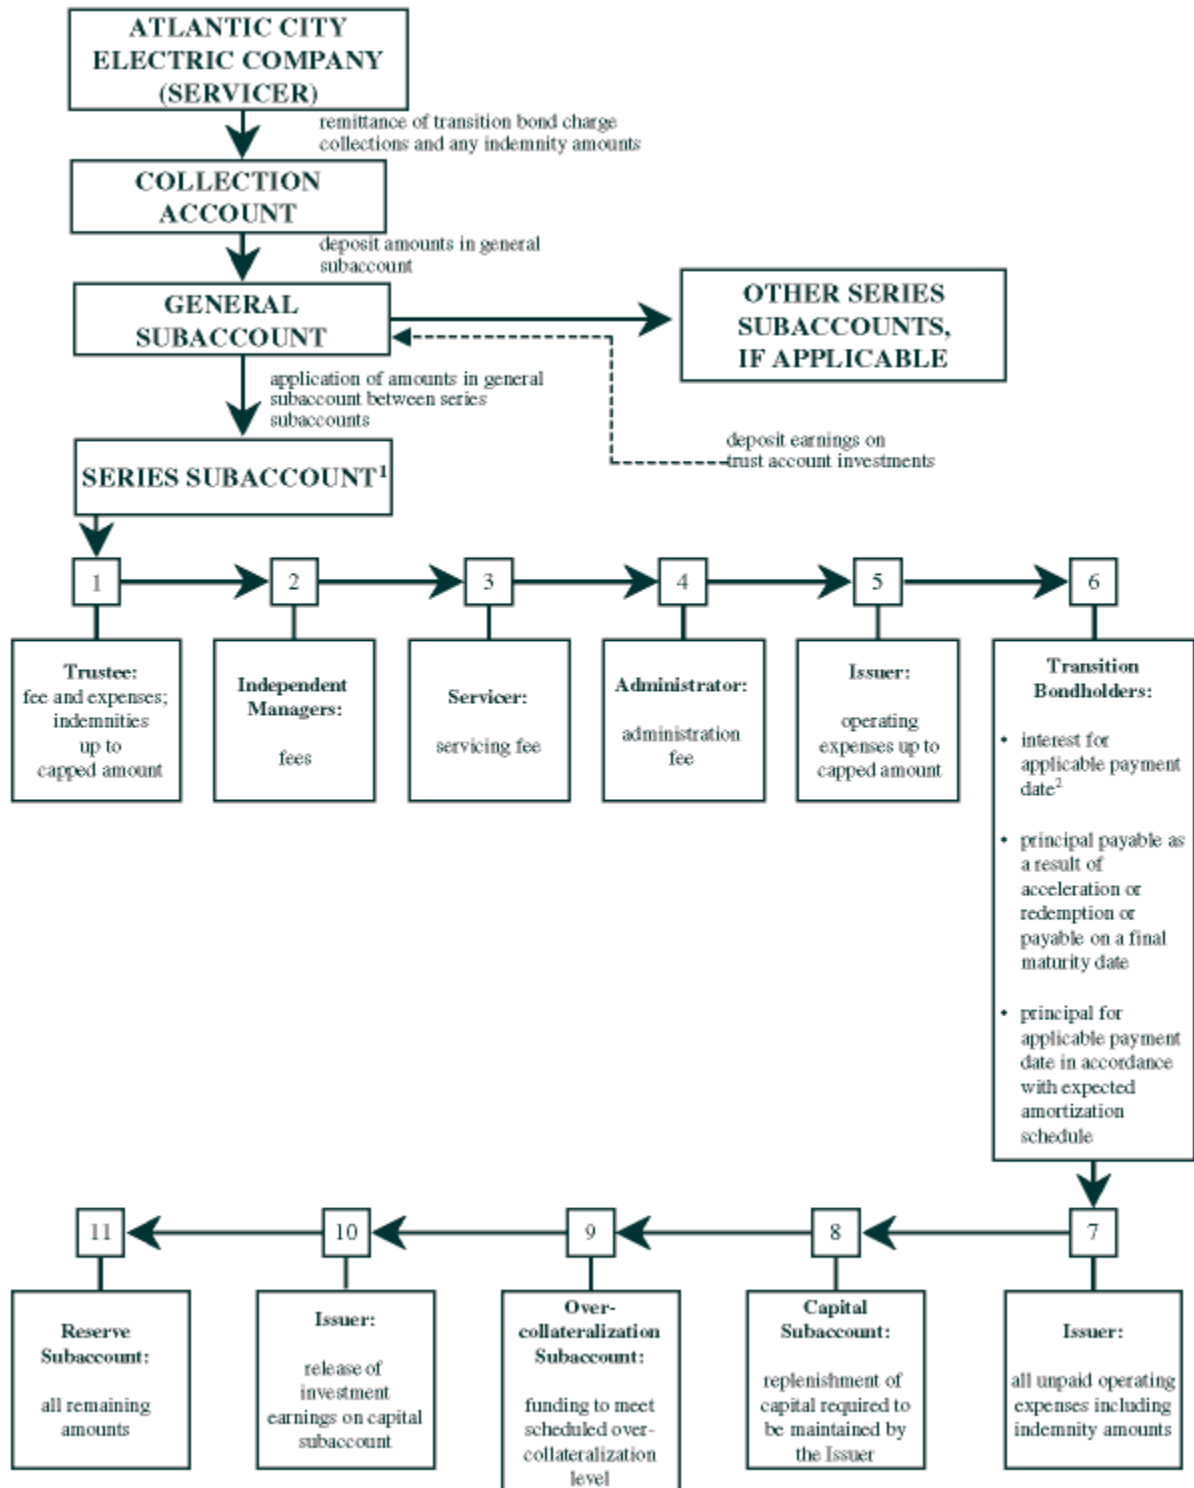 ATLANTIC CITY
ELECTRIC COMPANY
(SERVICER)
remittance of transition bond charge
collections and any indemnity amounts
COLLECTION
ACCOUNT
deposit amounts in general
subaccount
GENERAL
SUBACCOUNT
OTHER SERIES
SUBACCOUNTS,
IF APPLICABLE
application of amounts in general
subaccount between series
subaccounts
deposit earnings on
trust account investments
SERIES SUBACCOUNT¹
1
2
3
4
5
6
Trustee:
fee and expenses;
indemnities
up to
capped amount
Independent
Managers:
fees
Servicer:
servicing fee
Administrator:
administration
fee
Issuer:
operating
expenses up to
capped amount
Transition
Bondholders:
• interest for
applicable payment
date²
• principal payable as
a result of
acceleration or
redemption or
payable on a final
maturity date
• principal for
applicable payment
date in accordance
with expected
amortization
schedule
11
10
9
8
7
Reserve
Subaccount:
all remaining
amounts
Issuer:
release of
investment
earnings on capital
subaccount
Over-
collateralization
Subaccount:
funding to meet
scheduled over-
collateralization
level
Capital
Subaccount:
replenishment of
capital required to
be maintained by
the Issuer
Issuer:
all unpaid operating
expenses including
indemnity amounts